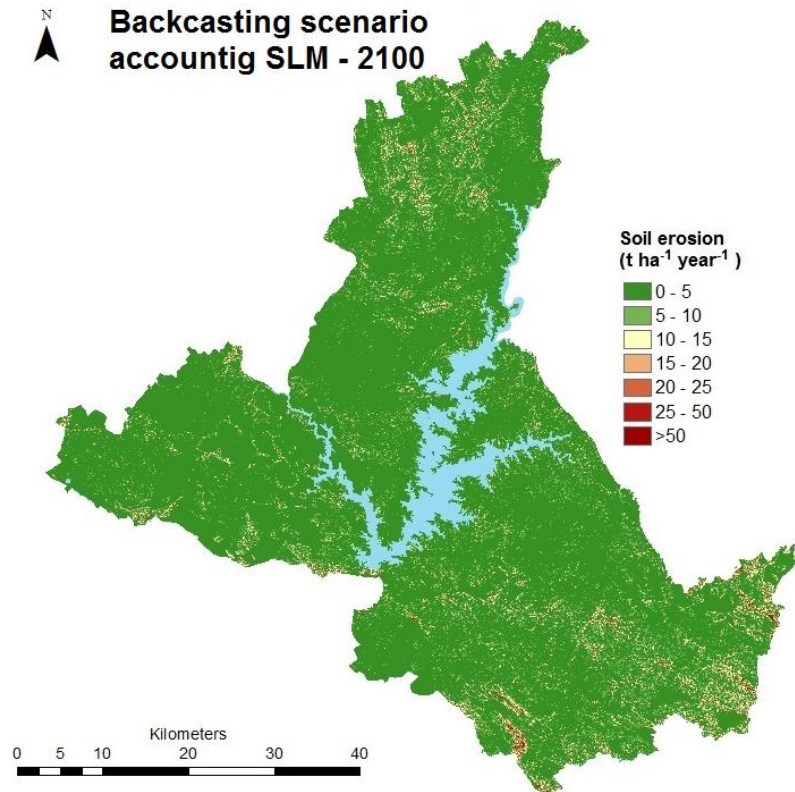 N
Backcasting scenario
accountig SLM - 2100
Soil erosion
(t ha⁻¹ year⁻¹ )
0 - 5
5 - 10
10 - 15
15 - 20
20 - 25
25 - 50
>50
Kilometers
0 5 10 20 30 40